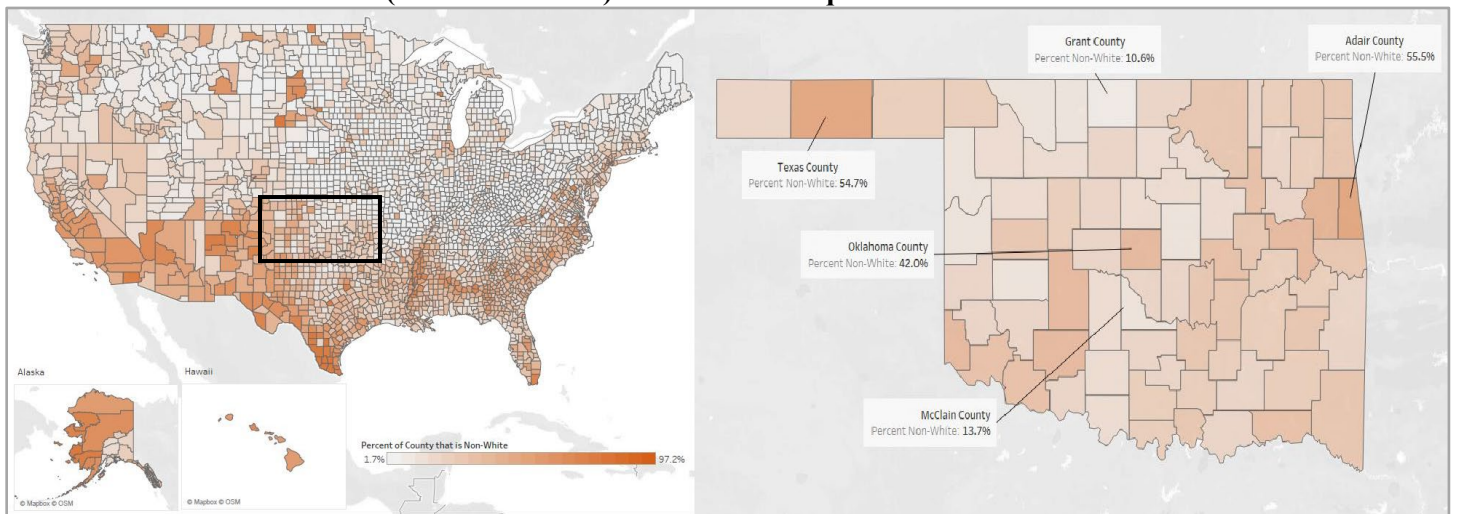 Grant County
Percent Non-White: 10.6%
Adair County
Percent Non-White: 55.5%
Texas County
Percent Non-White: 54.7%
Oklahoma County
Percent Non-White: 42.0%
McClain County
Percent Non-White: 13.7%
Alaska
Hawaii
Percent of County that is Non-White
1.7%
97.2%
© Mapbox © OSM
© Mapbox © OSM